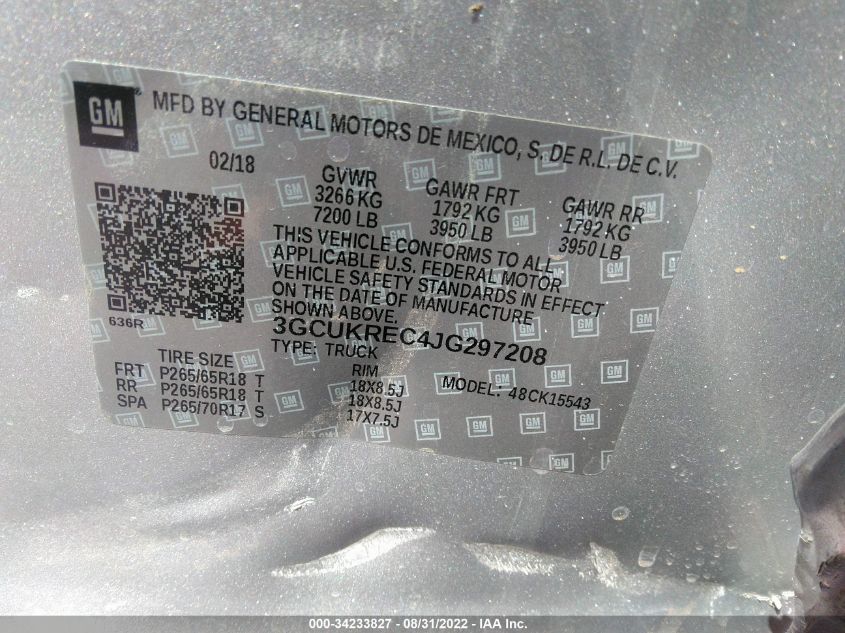 GM
MFD BY GENERAL MOTORS DE MEXICO, S. DE R.L. DE C.V.
02/18
GVWR GAWR FRT GAWR RR
3266 KG 1792 KG 1792 KG
7200 LB 3950 LB 3950 LB
THIS VEHICLE CONFORMS TO ALL
APPLICABLE U.S. FEDERAL MOTOR
VEHICLE SAFETY STANDARDS IN EFFECT
ON THE DATE OF MANUFACTURE
SHOWN ABOVE.
636R
3GCUKREC4JG297208
TYPE: TRUCK
MODEL: 48CK15543
TIRE SIZE RIM
FRT P265/65R18 T 18X8.5J
RR P265/65R18 T 18X8.5J
SPA P265/70R17 S 17X7.5J
000-34233827 - 08/31/2022 - IAA Inc.